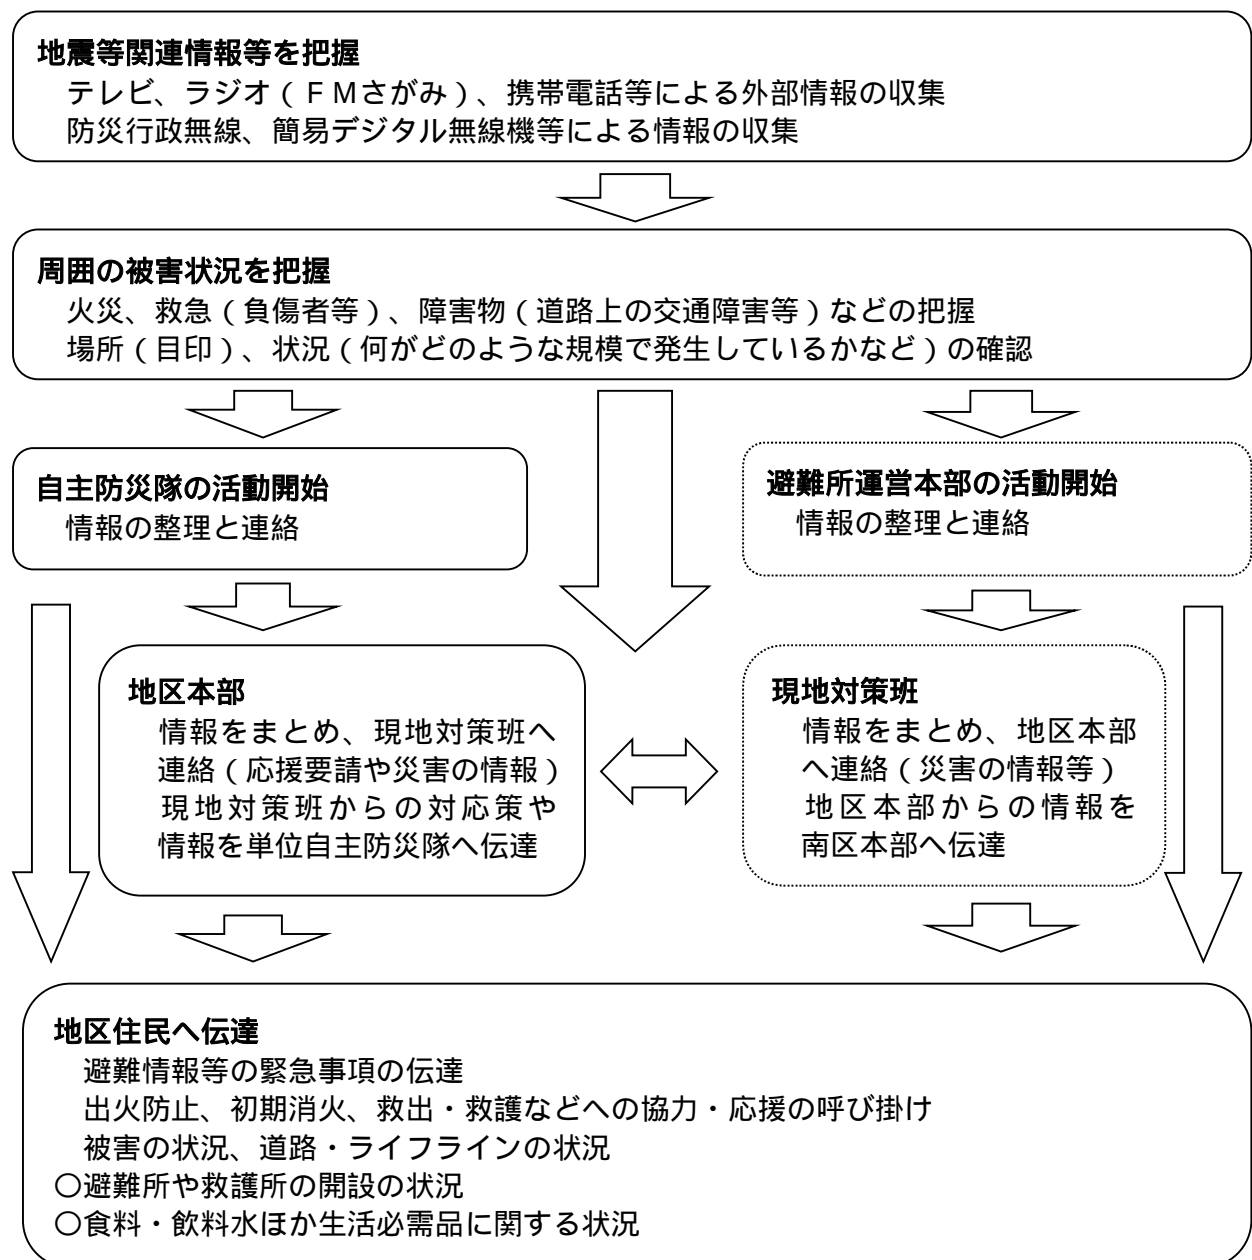 地震等関連情報等を把握
テレビ、ラジオ(FMさがみ)、携帯電話等による外部情報の収集
防災行政無線、簡易デジタル無線機等による情報の収集
周囲の被害状況を把握
火災、救急(負傷者等)、障害物(道路上の交通障害等)などの把握
場所(目印)、状況(何がどのような規模で発生しているかなど)の確認
自主防災隊の活動開始
情報の整理と連絡
避難所運営本部の活動開始
情報の整理と連絡
地区本部
情報をまとめ、現地対策班へ
連絡(応援要請や災害の情報)
現地対策班からの対応策や
情報を単位自主防災隊へ伝達
現地対策班
情報をまとめ、地区本部
へ連絡(災害の情報等)
地区本部からの情報を
南区本部へ伝達
地区住民へ伝達
避難情報等の緊急事項の伝達
出火防止、初期消火、救出・救護などへの協力・応援の呼び掛け
被害の状況、道路・ライフラインの状況
○避難所や救護所の開設の状況
○食料・飲料水ほか生活必需品に関する状況